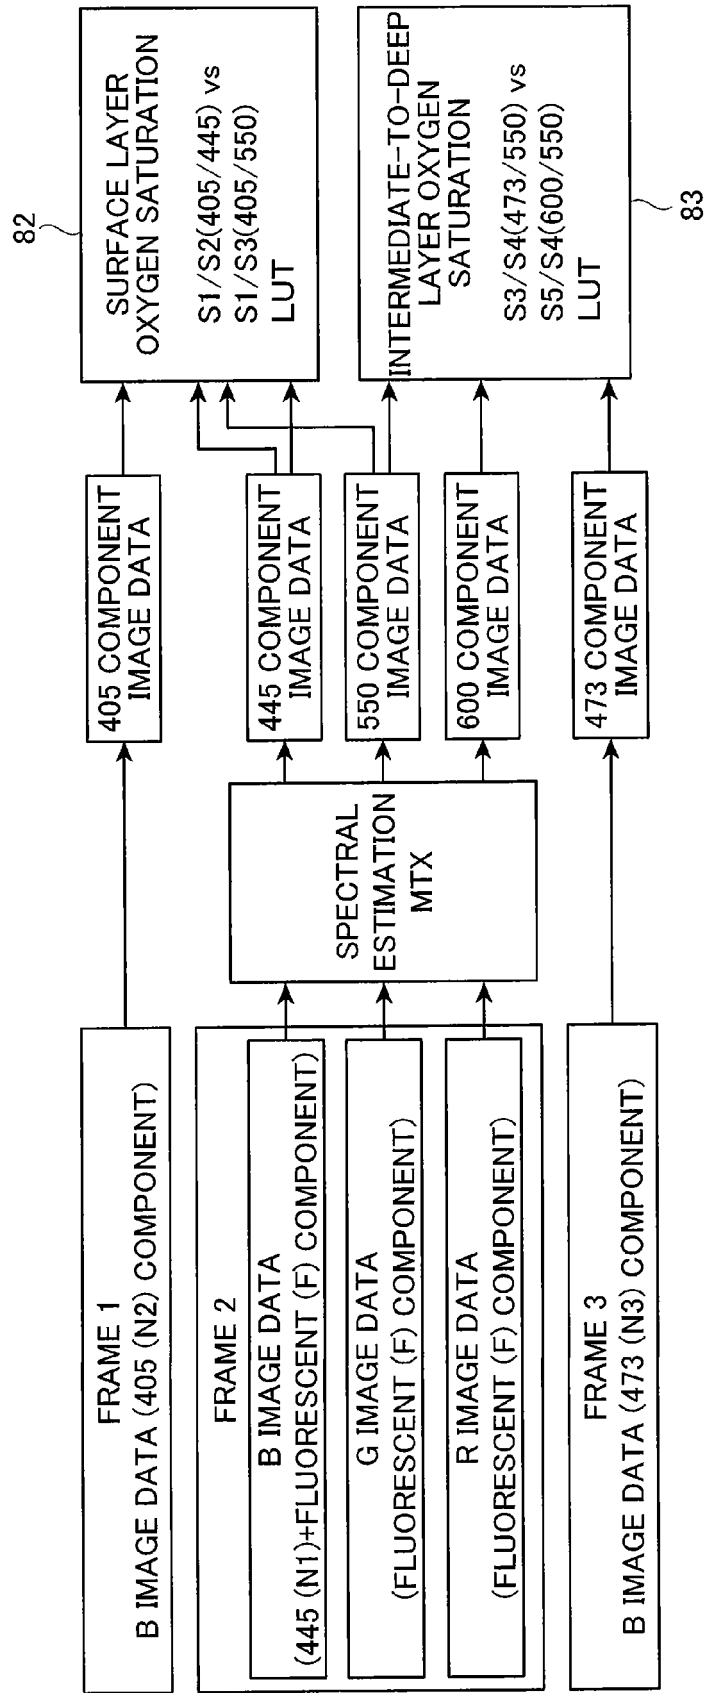 FRAME 1
B IMAGE DATA (405 (N2) COMPONENT)
FRAME 2
B IMAGE DATA
(445 (N1)+FLUORESCENT (F) COMPONENT)
G IMAGE DATA
(FLUORESCENT (F) COMPONENT)
R IMAGE DATA
(FLUORESCENT (F) COMPONENT)
FRAME 3
B IMAGE DATA (473 (N3) COMPONENT)
SPECTRAL
ESTIMATION
MTX
405 COMPONENT
IMAGE DATA
445 COMPONENT
IMAGE DATA
550 COMPONENT
IMAGE DATA
600 COMPONENT
IMAGE DATA
473 COMPONENT
IMAGE DATA
82
SURFACE LAYER
OXYGEN SATURATION
S1/S2(405/445) vs
S1/S3(405/550)
LUT
INTERMEDIATE-TO-DEEP
LAYER OXYGEN
SATURATION
S3/S4(473/550) vs
S5/S4(600/550)
LUT
83